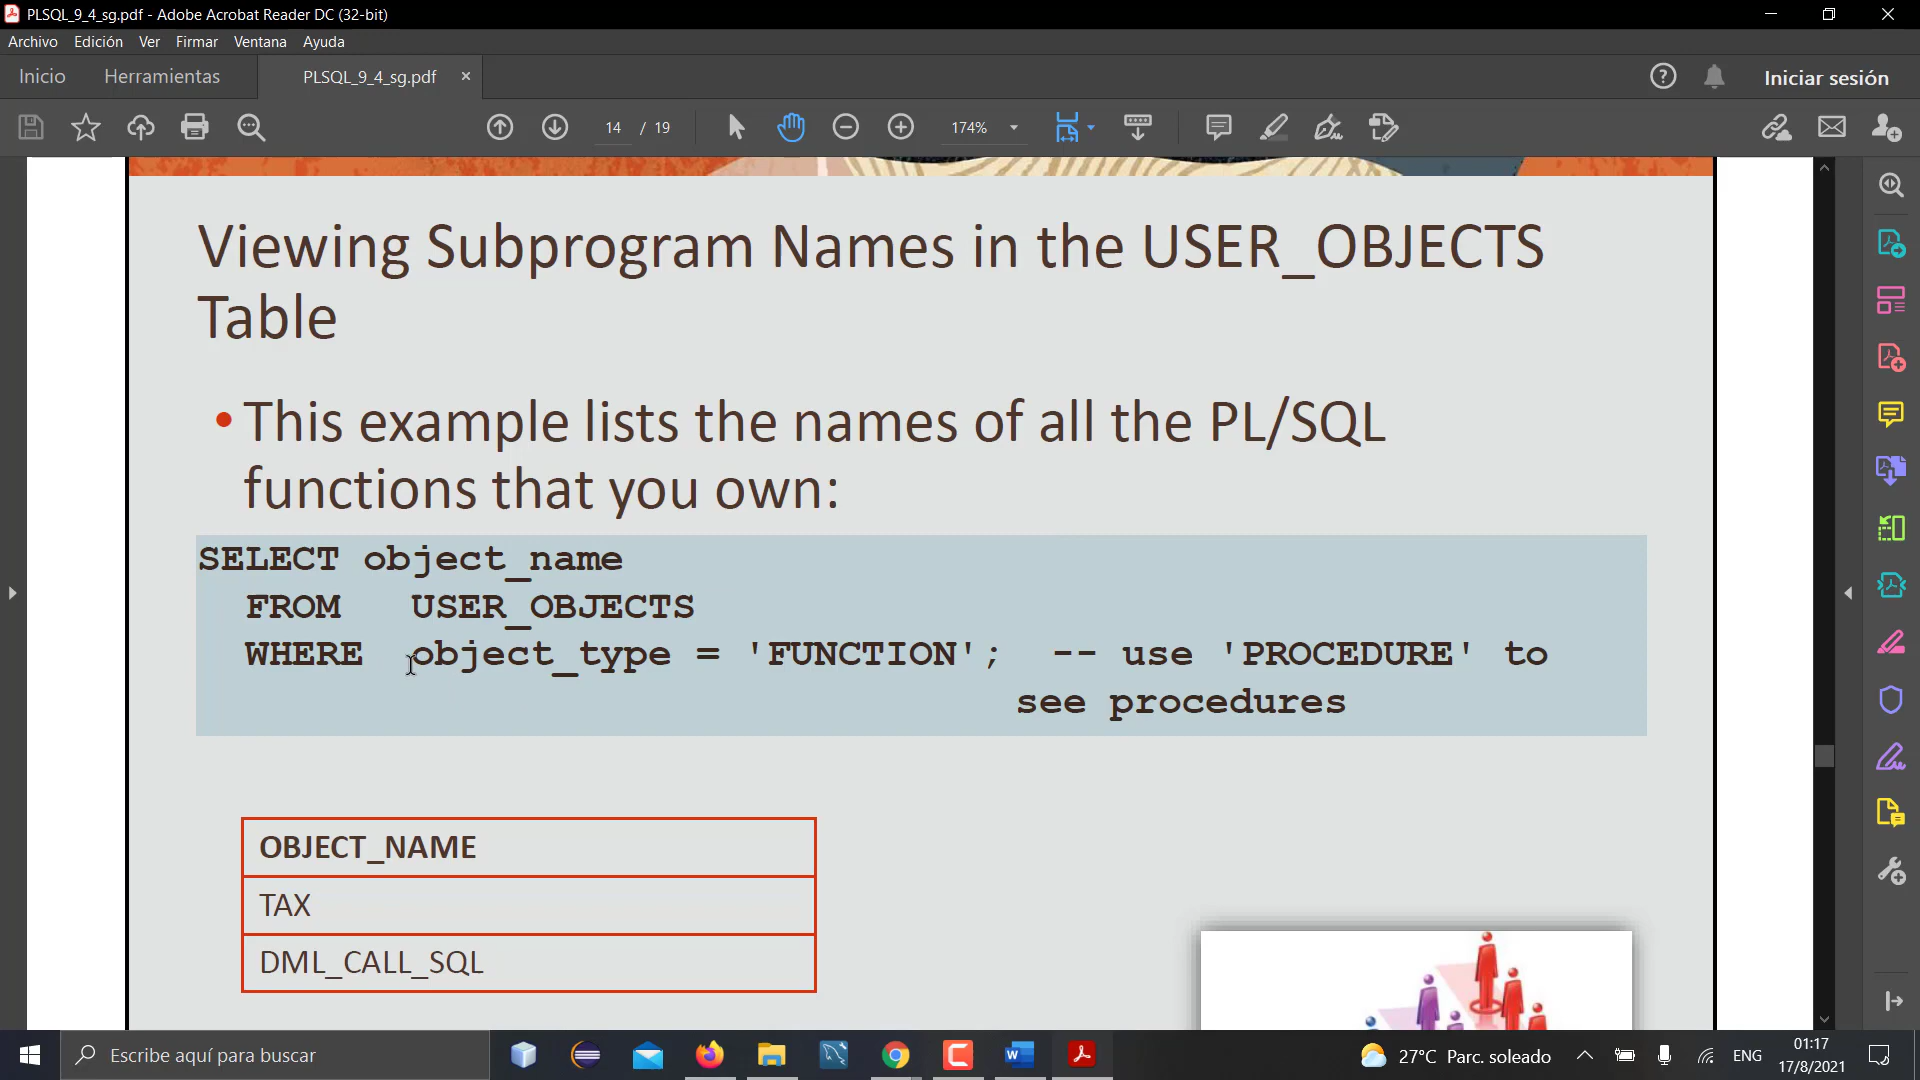 PLSQL_9_4_sg.pdf - Adobe Acrobat Reader DC (32-bit)
Archivo Edición Ver Firmar Ventana Ayuda
Inicio Herramientas PLSQL_9_4_sg.pdf × Iniciar sesión
14 / 19 174%
Viewing Subprogram Names in the USER_OBJECTS
Table
• This example lists the names of all the PL/SQL
functions that you own:
SELECT object_name
FROM USER_OBJECTS
WHERE object_type = 'FUNCTION'; -- use 'PROCEDURE' to
see procedures
OBJECT_NAME
TAX
DML_CALL_SQL
Escribe aquí para buscar
27°C Parc. soleado
ENG
01:17
17/8/2021